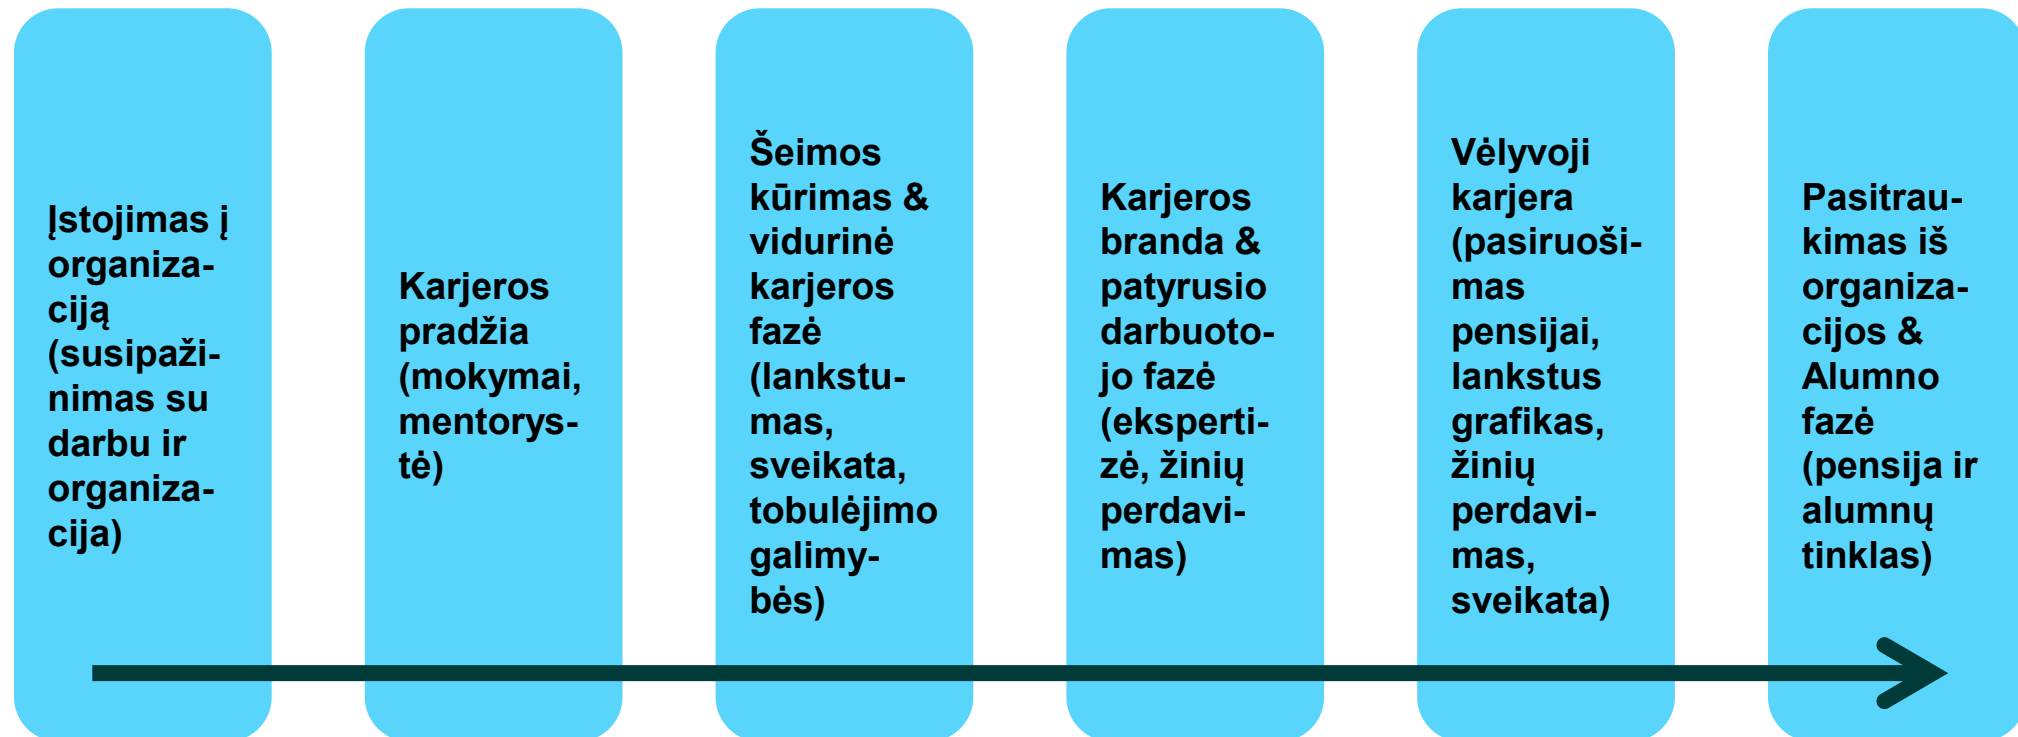 Įstojimas į
organiza-
ciją
(susipaži-
nimas su
darbu ir
organiza-
cija)
Karjeros
pradžia
(mokymai,
mentorys-
tė)
Šeimos
kūrimas &
vidurinė
karjeros
fazė
(lankstu-
mas,
sveikata,
tobulėjimo
galimy-
bės)
Karjeros
branda &
patyrusio
darbuoto-
jo fazė
(eksperti-
zė, žinių
perdavi-
mas)
Vėlyvoji
karjera
(pasiruoši-
mas
pensijai,
lankstus
grafikas,
žinių
perdavi-
mas,
sveikata)
Pasitrau-
kimas iš
organiza-
cijos &
Alumno
fazė
(pensija ir
alumnų
tinklas)